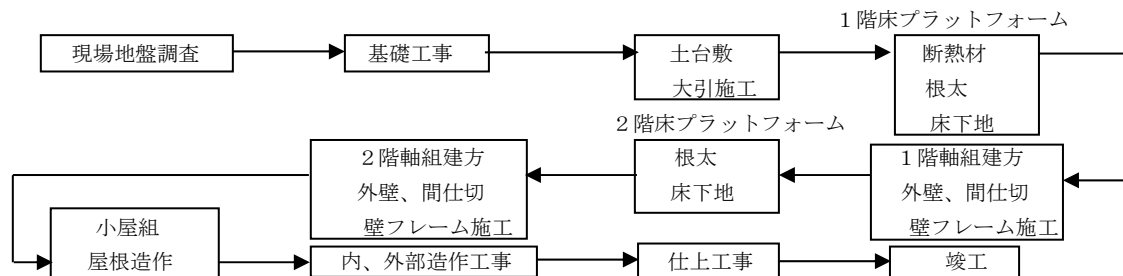 1階床プラットフォーム
現場地盤調査
基礎工事
土台敷
大引施工
断熱材
根太
床下地
2階床プラットフォーム
1階軸組建方
外壁、間仕切
壁フレーム施工
根太
床下地
2階軸組建方
外壁、間仕切
壁フレーム施工
小屋組
屋根造作
内、外部造作工事
仕上工事
竣工